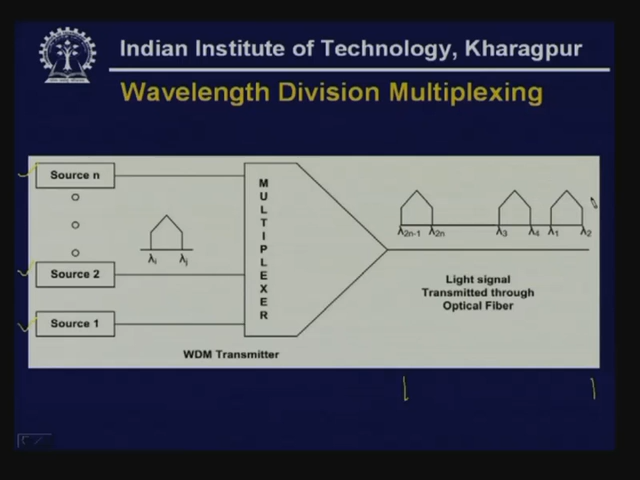 Indian Institute of Technology, Kharagpur
Wavelength Division Multiplexing
Source n
Source 2
Source 1
λi λj
MULTIPLEXER
WDM Transmitter
λ2n-1 λ2n λ3 λ4 λ1 λ2
Light signal
Transmitted through
Optical Fiber